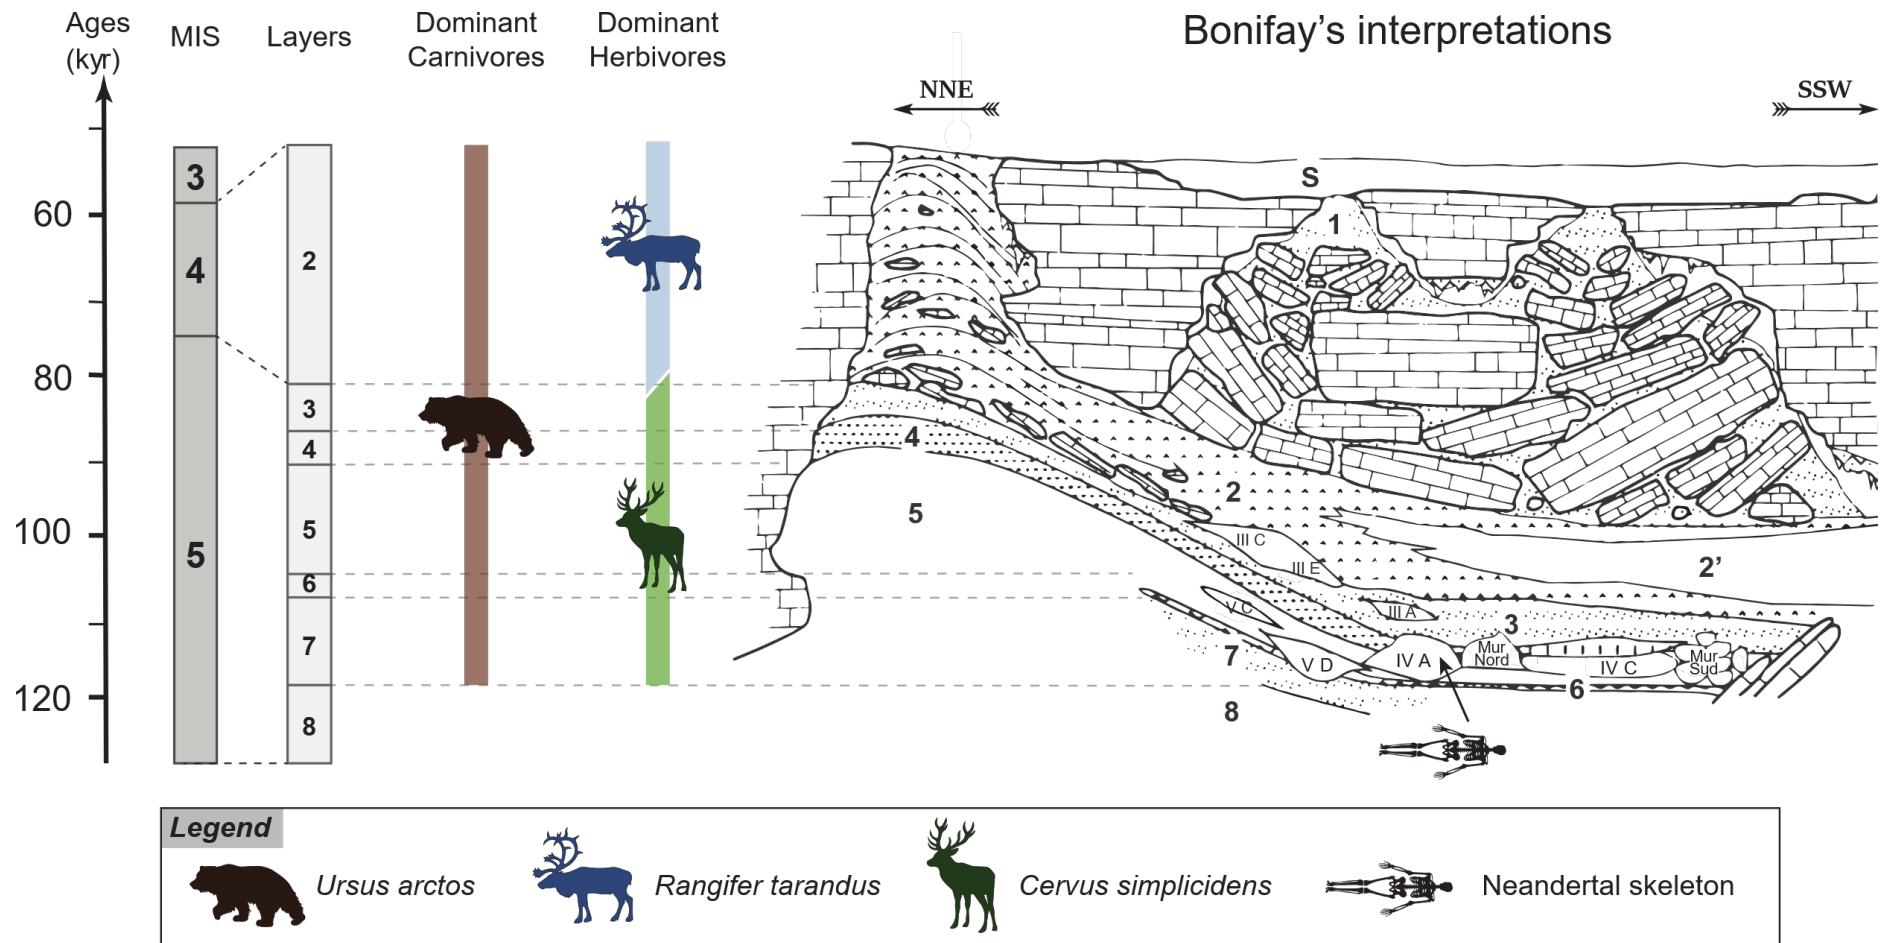 Ages
(kyr)
MIS
Layers
Dominant
Carnivores
Dominant
Herbivores
Bonifay’s interpretations
NNE
SSW
60
80
100
120
3
4
5
2
3
4
5
6
7
8
S
1
4
5
2
III C
III E
2’
V C
III A
3
7
V D
IV A
Mur
Nord
IV C
Mur
Sud
6
8
Legend
Ursus arctos
Rangifer tarandus
Cervus simplicidens
Neandertal skeleton